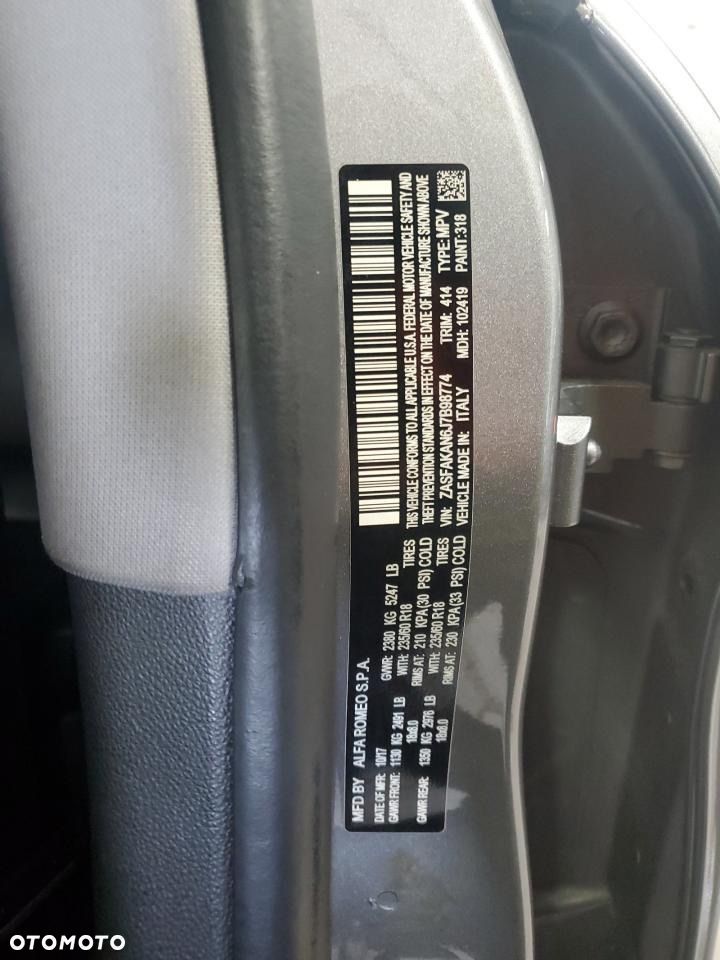 MFD BY ALFA ROMEO S.P.A.
DATE OF MFR: 10/17 GVWR: 2380 KG 5247 LB
GAWR FRONT: 1130 KG 2491 LB WITH: 235/60 R18 TIRES
18x8.0 RIMS AT: 210 KPA(30 PSI) COLD
GAWR REAR: 1350 KG 2976 LB WITH: 235/60 R18 TIRES
18x8.0 RIMS AT: 230 KPA(33 PSI) COLD
THIS VEHICLE CONFORMS TO ALL APPLICABLE U.S.A. FEDERAL MOTOR VEHICLE SAFETY AND
THEFT PREVENTION STANDARDS IN EFFECT ON THE DATE OF MANUFACTURE SHOWN ABOVE
VIN: ZASFAKAN6J7B98774 TRIM: 414 TYPE:MPV
VEHICLE MADE IN: ITALY MDH: 102419 PAINT:318
OTOMOTO